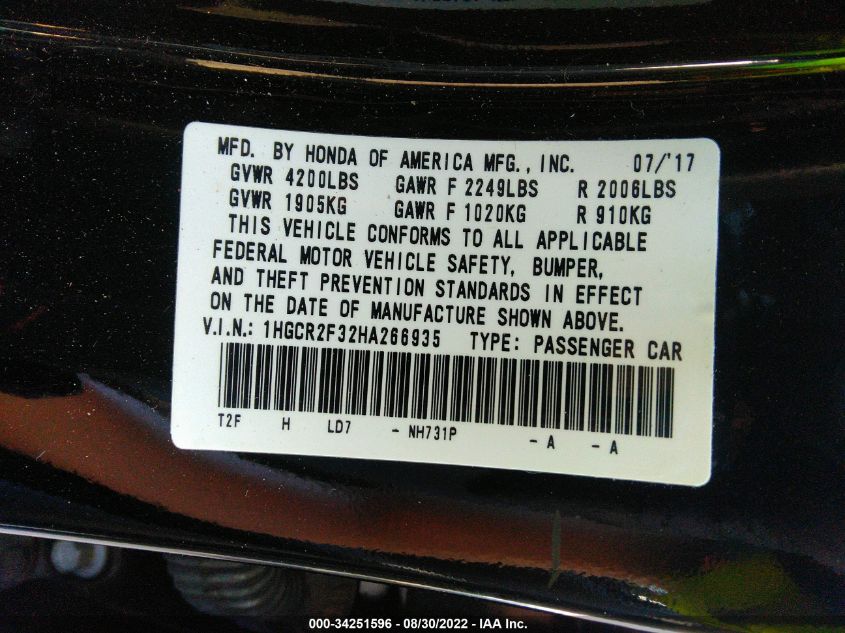 MFD. BY HONDA OF AMERICA MFG., INC. 07/'17
GVWR 4200LBS GAWR F 2249LBS R 2006LBS
GVWR 1905KG GAWR F 1020KG R 910KG
THIS VEHICLE CONFORMS TO ALL APPLICABLE
FEDERAL MOTOR VEHICLE SAFETY, BUMPER,
AND THEFT PREVENTION STANDARDS IN EFFECT
ON THE DATE OF MANUFACTURE SHOWN ABOVE.
V.I.N.: 1HGCR2F32HA266935 TYPE: PASSENGER CAR
T2F H LD7 - NH731P - A - A
000-34251596 - 08/30/2022 - IAA Inc.